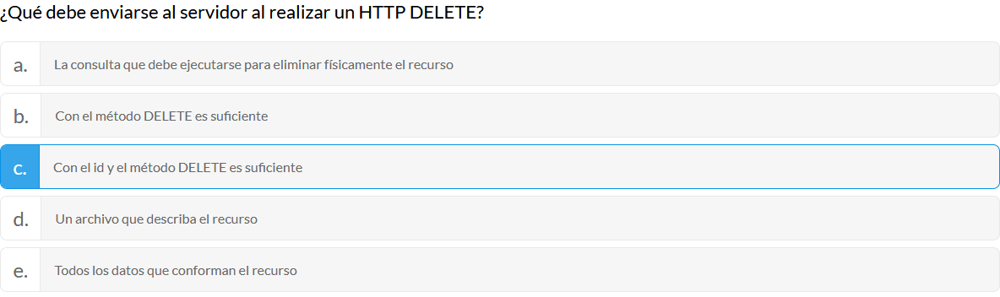 ¿Qué debe enviarse al servidor al realizar un HTTP DELETE?
a. La consulta que debe ejecutarse para eliminar físicamente el recurso
b. Con el método DELETE es suficiente
c. Con el id y el método DELETE es suficiente
d. Un archivo que describa el recurso
e. Todos los datos que conforman el recurso